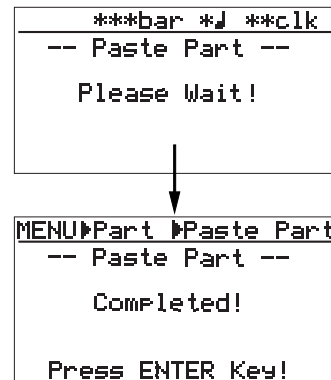 ***bar *♩ **clk
-- Paste Part --
Please Wait!
MENU▶Part ▶Paste Part
-- Paste Part --
Completed!
Press ENTER Key!